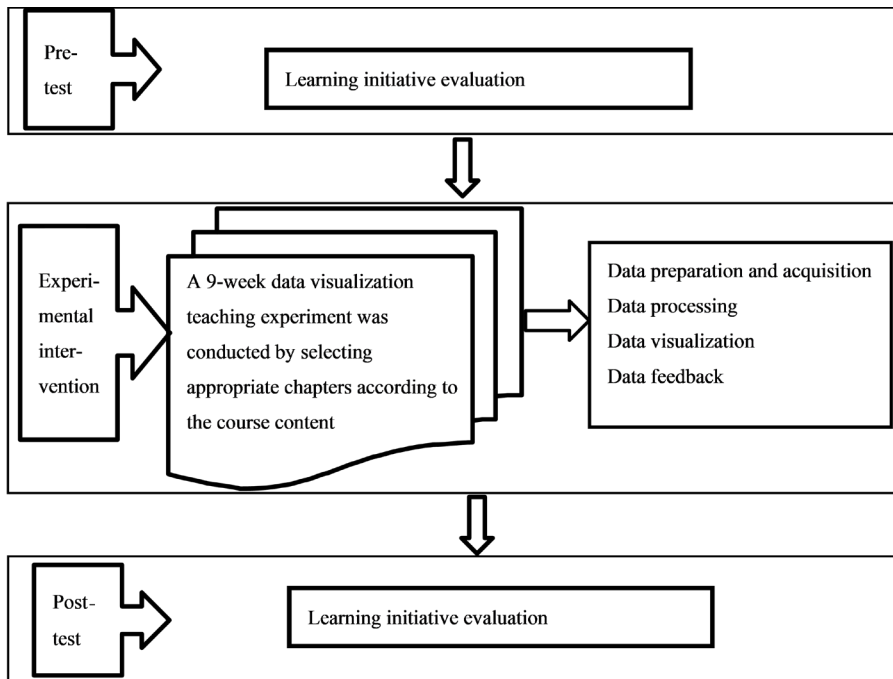 Pre-
test
Learning initiative evaluation
Experi-
mental
inter-
vention
A 9-week data visualization
teaching experiment was
conducted by selecting
appropriate chapters according to
the course content
Data preparation and acquisition
Data processing
Data visualization
Data feedback
Post-
test
Learning initiative evaluation